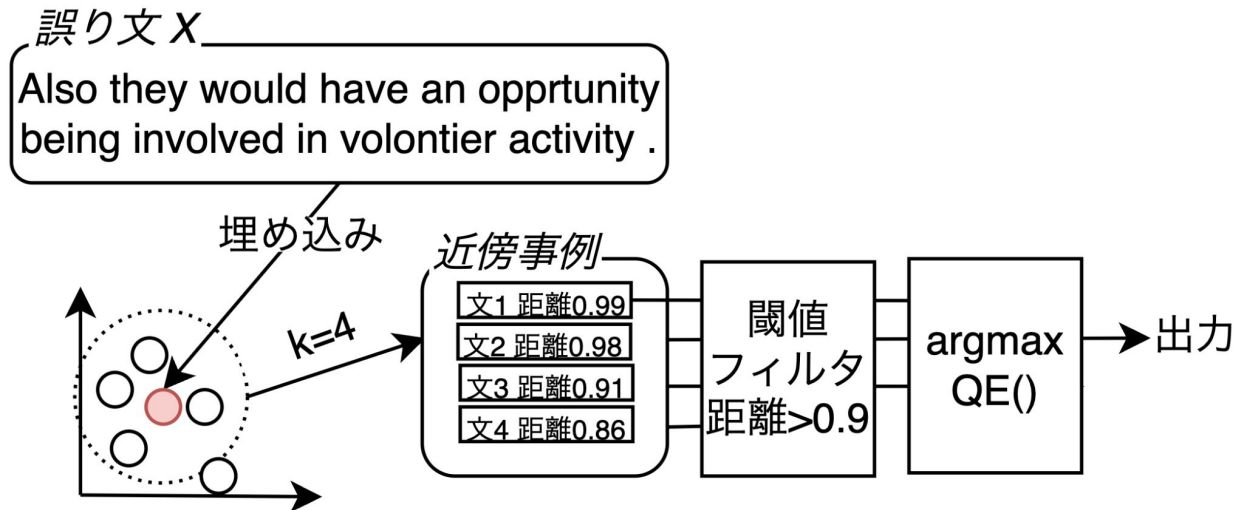 誤り文 X
Also they would have an opprtunity
being involved in volontier activity .
埋め込み
k=4
近傍事例
文1 距離0.99
文2 距離0.98
文3 距離0.91
文4 距離0.86
閾値
フィルタ
距離>0.9
argmax
QE()
出力